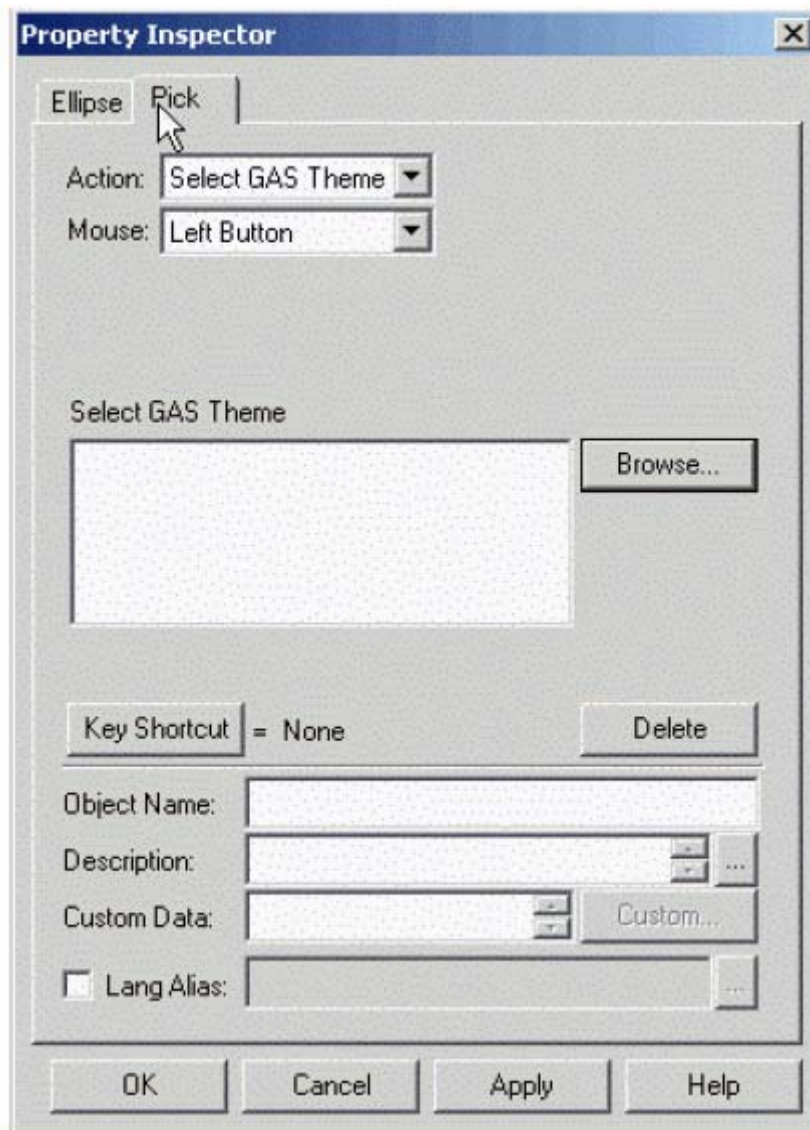 Property Inspector
Ellipse Pick
Action: Select GAS Theme
Mouse: Left Button
Select GAS Theme
Browse...
Key Shortcut = None Delete
Object Name:
Description: ...
Custom Data: Custom...
Lang Alias: ...
OK Cancel Apply Help